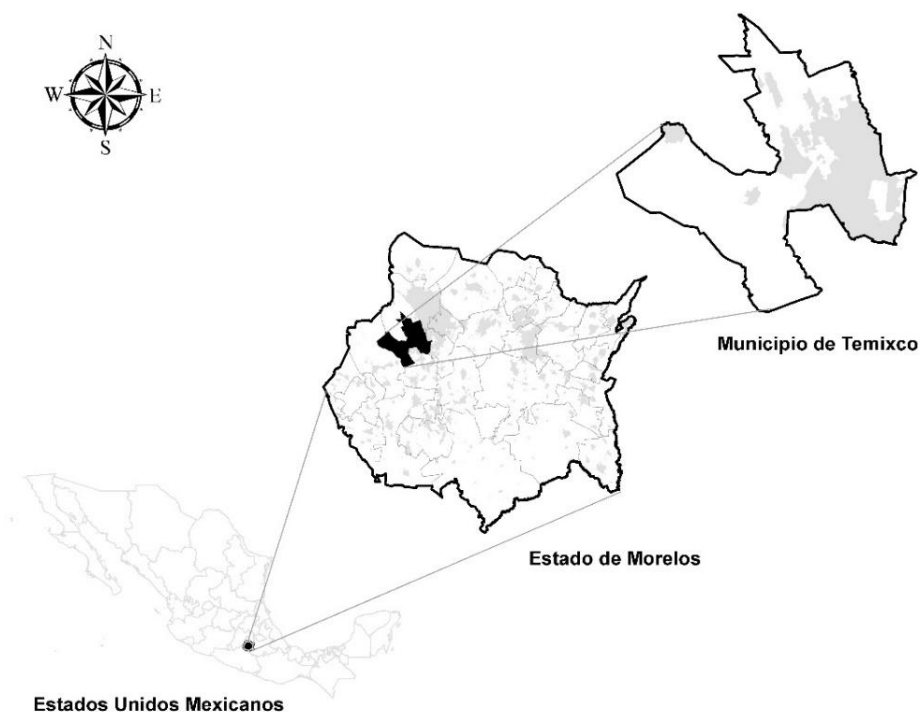 N
W E
S
Municipio de Temixco
Estado de Morelos
Estados Unidos Mexicanos